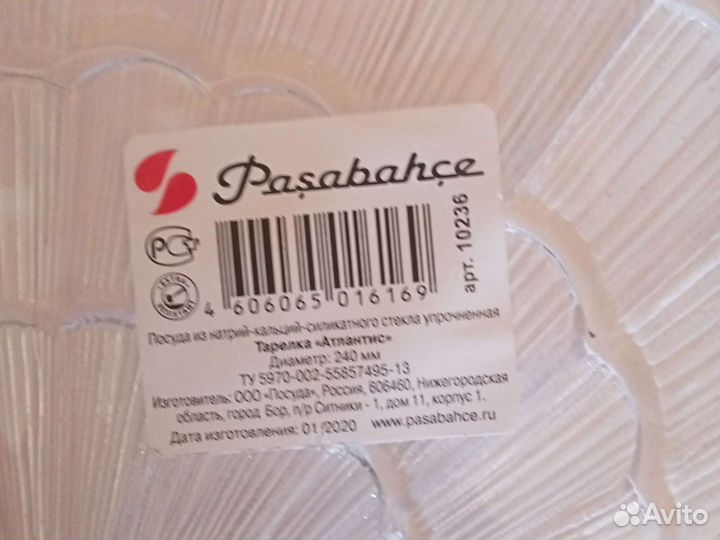 Paşabahçe
арт. 10236
4 606065 016169
Посуда из натрий-кальций-силикатного стекла упрочненная
Тарелка «Атлантис»
Диаметр: 240 мм
ТУ 5970-002-55857495-13
Изготовитель: ООО «Посуда», Россия, 606460, Нижегородская
область, город Бор, п/р Ситники - 1, дом 11, корпус 1.
Дата изготовления: 01/2020 www.pasabahce.ru
Avito